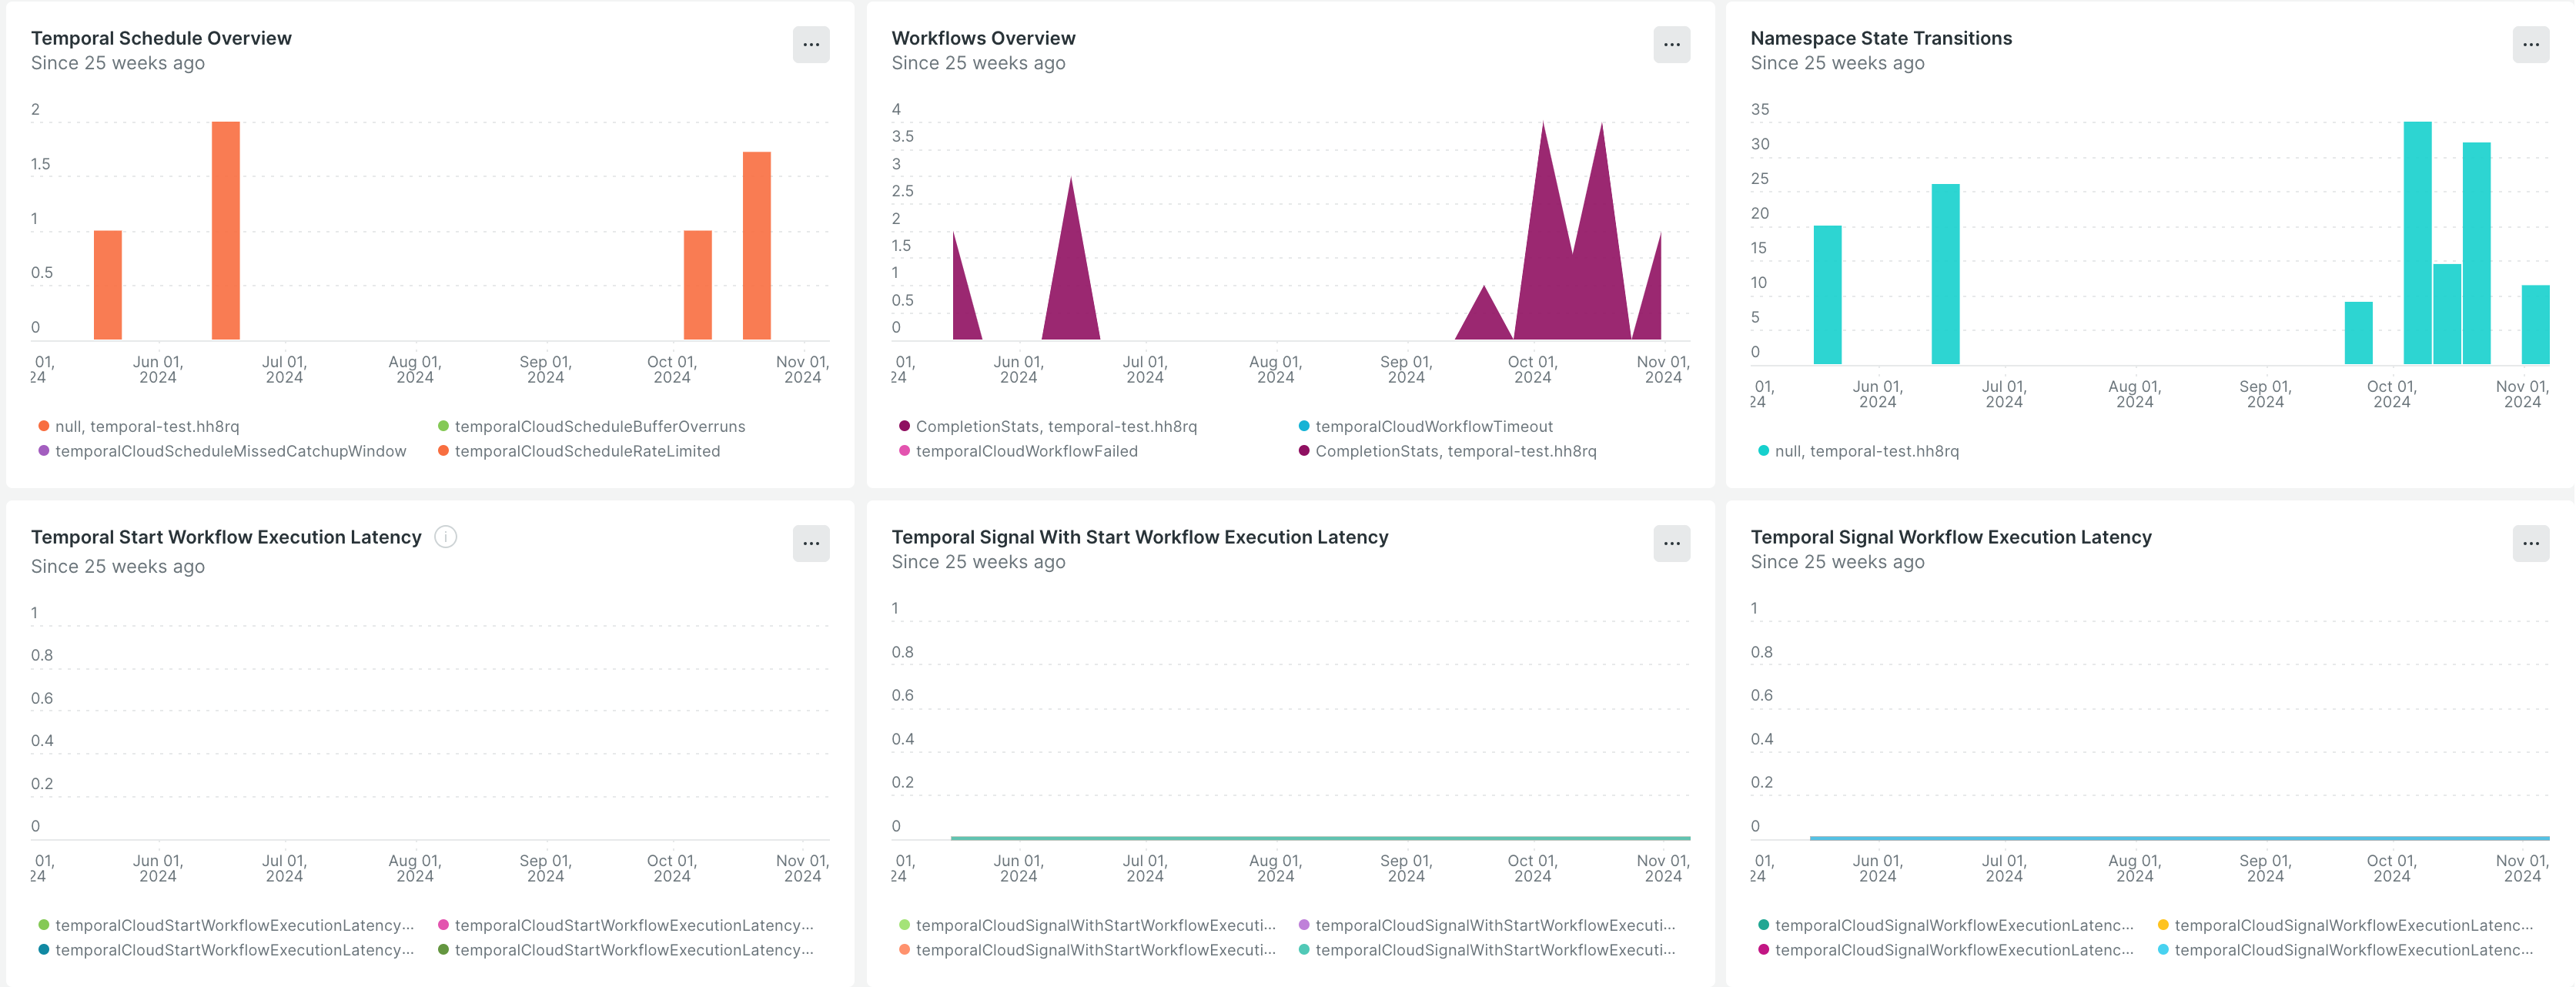 Temporal Schedule Overview
Since 25 weeks ago
...
2
1.5
1
0.5
0
01,
24
Jun 01,
2024
Jul 01,
2024
Aug 01,
2024
Sep 01,
2024
Oct 01,
2024
Nov 01,
2024
null, temporal-test.hh8rq
temporalCloudScheduleBufferOverruns
temporalCloudScheduleMissedCatchupWindow
temporalCloudScheduleRateLimited
Workflows Overview
Since 25 weeks ago
...
4
3.5
3
2.5
2
1.5
1
0.5
0
01,
24
Jun 01,
2024
Jul 01,
2024
Aug 01,
2024
Sep 01,
2024
Oct 01,
2024
Nov 01,
2024
CompletionStats, temporal-test.hh8rq
temporalCloudWorkflowTimeout
temporalCloudWorkflowFailed
CompletionStats, temporal-test.hh8rq
Namespace State Transitions
Since 25 weeks ago
...
35
30
25
20
15
10
5
0
01,
24
Jun 01,
2024
Jul 01,
2024
Aug 01,
2024
Sep 01,
2024
Oct 01,
2024
Nov 01,
2024
null, temporal-test.hh8rq
Temporal Start Workflow Execution Latency i
Since 25 weeks ago
...
1
0.8
0.6
0.4
0.2
0
01,
24
Jun 01,
2024
Jul 01,
2024
Aug 01,
2024
Sep 01,
2024
Oct 01,
2024
Nov 01,
2024
temporalCloudStartWorkflowExecutionLatency...
temporalCloudStartWorkflowExecutionLatency...
temporalCloudStartWorkflowExecutionLatency...
temporalCloudStartWorkflowExecutionLatency...
Temporal Signal With Start Workflow Execution Latency
Since 25 weeks ago
...
1
0.8
0.6
0.4
0.2
0
01,
24
Jun 01,
2024
Jul 01,
2024
Aug 01,
2024
Sep 01,
2024
Oct 01,
2024
Nov 01,
2024
temporalCloudSignalWithStartWorkflowExecuti...
temporalCloudSignalWithStartWorkflowExecuti...
temporalCloudSignalWithStartWorkflowExecuti...
temporalCloudSignalWithStartWorkflowExecuti...
Temporal Signal Workflow Execution Latency
Since 25 weeks ago
...
1
0.8
0.6
0.4
0.2
0
01,
24
Jun 01,
2024
Jul 01,
2024
Aug 01,
2024
Sep 01,
2024
Oct 01,
2024
Nov 01,
2024
temporalCloudSignalWorkflowExecutionLatenc...
temporalCloudSignalWorkflowExecutionLatenc...
temporalCloudSignalWorkflowExecutionLatenc...
temporalCloudSignalWorkflowExecutionLatenc...